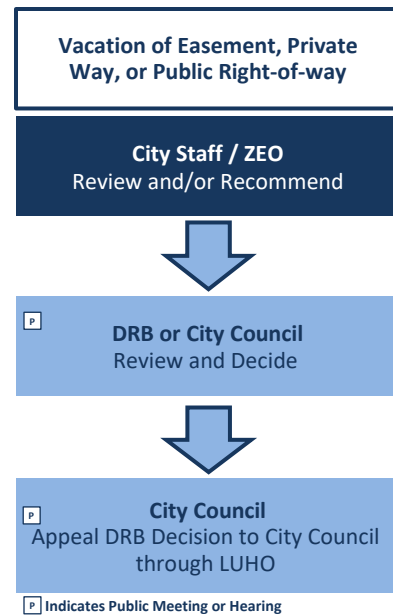 Vacation of Easement, Private
Way, or Public Right-of-way
City Staff / ZEO
Review and/or Recommend
P
DRB or City Council
Review and Decide
P
City Council
Appeal DRB Decision to City Council
through LUHO
P Indicates Public Meeting or Hearing